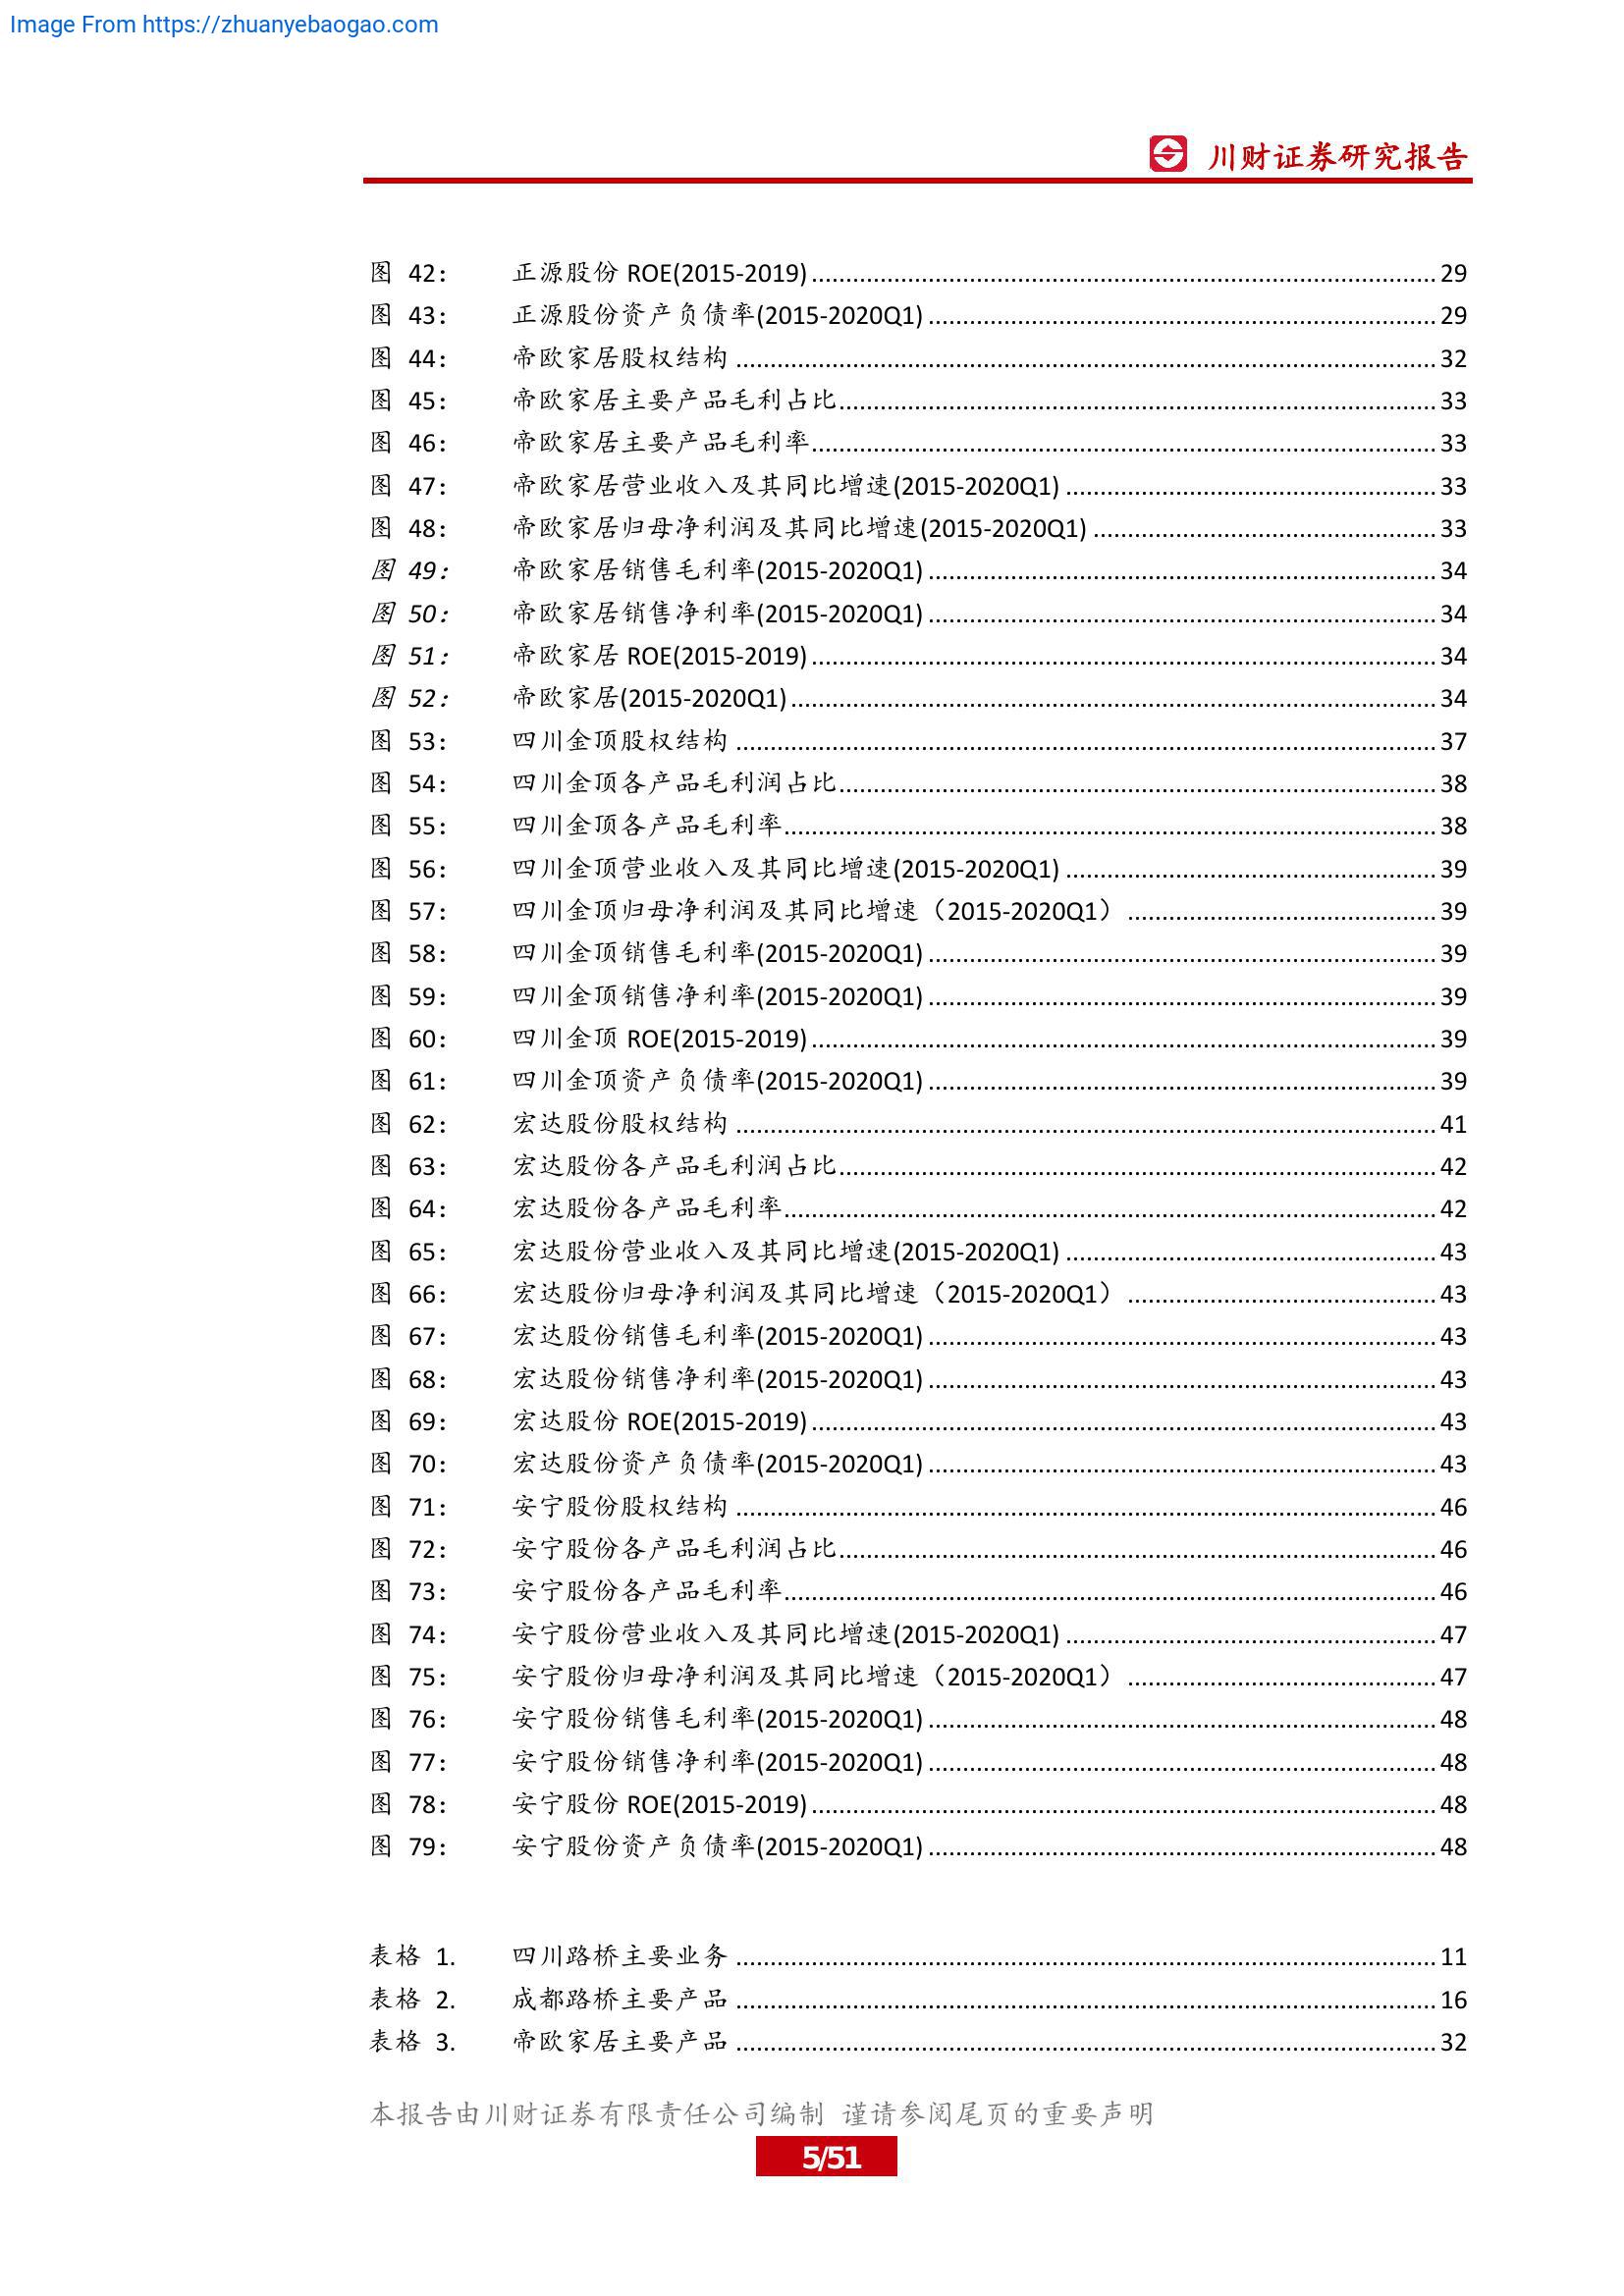 Image From https://zhuanyebaogao.com
川财证券研究报告
图 42： 正源股份 ROE(2015-2019) 29
图 43： 正源股份资产负债率(2015-2020Q1) 29
图 44： 帝欧家居股权结构 32
图 45： 帝欧家居主要产品毛利占比 33
图 46： 帝欧家居主要产品毛利率 33
图 47： 帝欧家居营业收入及其同比增速(2015-2020Q1) 33
图 48： 帝欧家居归母净利润及其同比增速(2015-2020Q1) 33
图 49： 帝欧家居销售毛利率(2015-2020Q1) 34
图 50： 帝欧家居销售净利率(2015-2020Q1) 34
图 51： 帝欧家居 ROE(2015-2019) 34
图 52： 帝欧家居(2015-2020Q1) 34
图 53： 四川金顶股权结构 37
图 54： 四川金顶各产品毛利润占比 38
图 55： 四川金顶各产品毛利率 38
图 56： 四川金顶营业收入及其同比增速(2015-2020Q1) 39
图 57： 四川金顶归母净利润及其同比增速（2015-2020Q1） 39
图 58： 四川金顶销售毛利率(2015-2020Q1) 39
图 59： 四川金顶销售净利率(2015-2020Q1) 39
图 60： 四川金顶 ROE(2015-2019) 39
图 61： 四川金顶资产负债率(2015-2020Q1) 39
图 62： 宏达股份股权结构 41
图 63： 宏达股份各产品毛利润占比 42
图 64： 宏达股份各产品毛利率 42
图 65： 宏达股份营业收入及其同比增速(2015-2020Q1) 43
图 66： 宏达股份归母净利润及其同比增速（2015-2020Q1） 43
图 67： 宏达股份销售毛利率(2015-2020Q1) 43
图 68： 宏达股份销售净利率(2015-2020Q1) 43
图 69： 宏达股份 ROE(2015-2019) 43
图 70： 宏达股份资产负债率(2015-2020Q1) 43
图 71： 安宁股份股权结构 46
图 72： 安宁股份各产品毛利润占比 46
图 73： 安宁股份各产品毛利率 46
图 74： 安宁股份营业收入及其同比增速(2015-2020Q1) 47
图 75： 安宁股份归母净利润及其同比增速（2015-2020Q1） 47
图 76： 安宁股份销售毛利率(2015-2020Q1) 48
图 77： 安宁股份销售净利率(2015-2020Q1) 48
图 78： 安宁股份 ROE(2015-2019) 48
图 79： 安宁股份资产负债率(2015-2020Q1) 48
表格 1. 四川路桥主要业务 11
表格 2. 成都路桥主要产品 16
表格 3. 帝欧家居主要产品 32
本报告由川财证券有限责任公司编制 谨请参阅尾页的重要声明
5/51